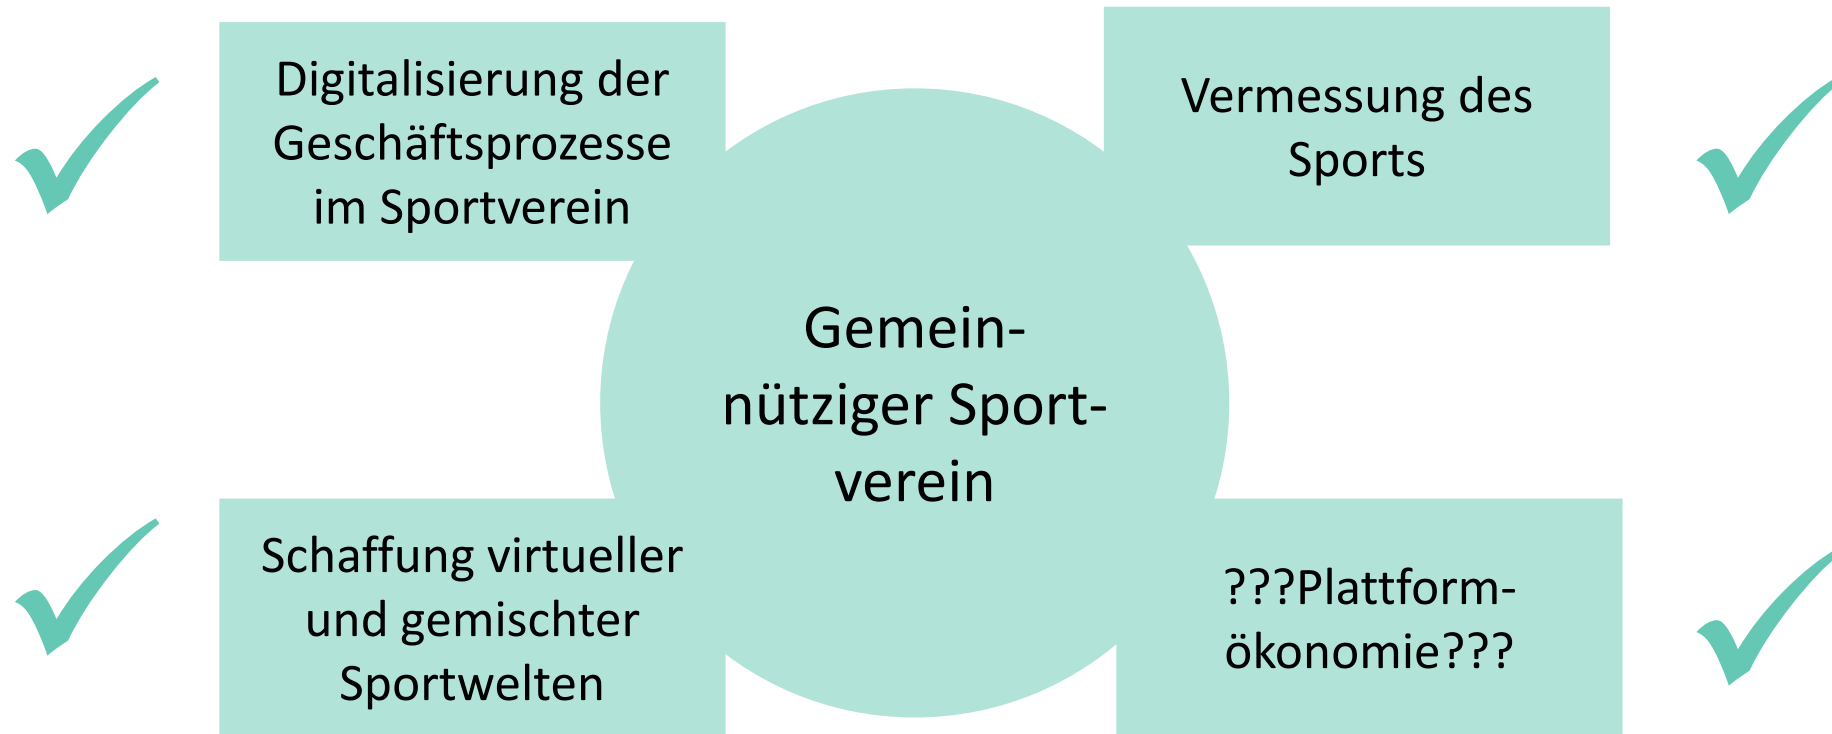 Digitalisierung der
Geschäftsprozesse
im Sportverein
Vermessung des
Sports
Gemein-
nütziger Sport-
verein
Schaffung virtueller
und gemischter
Sportwelten
???Plattform-
ökonomie???